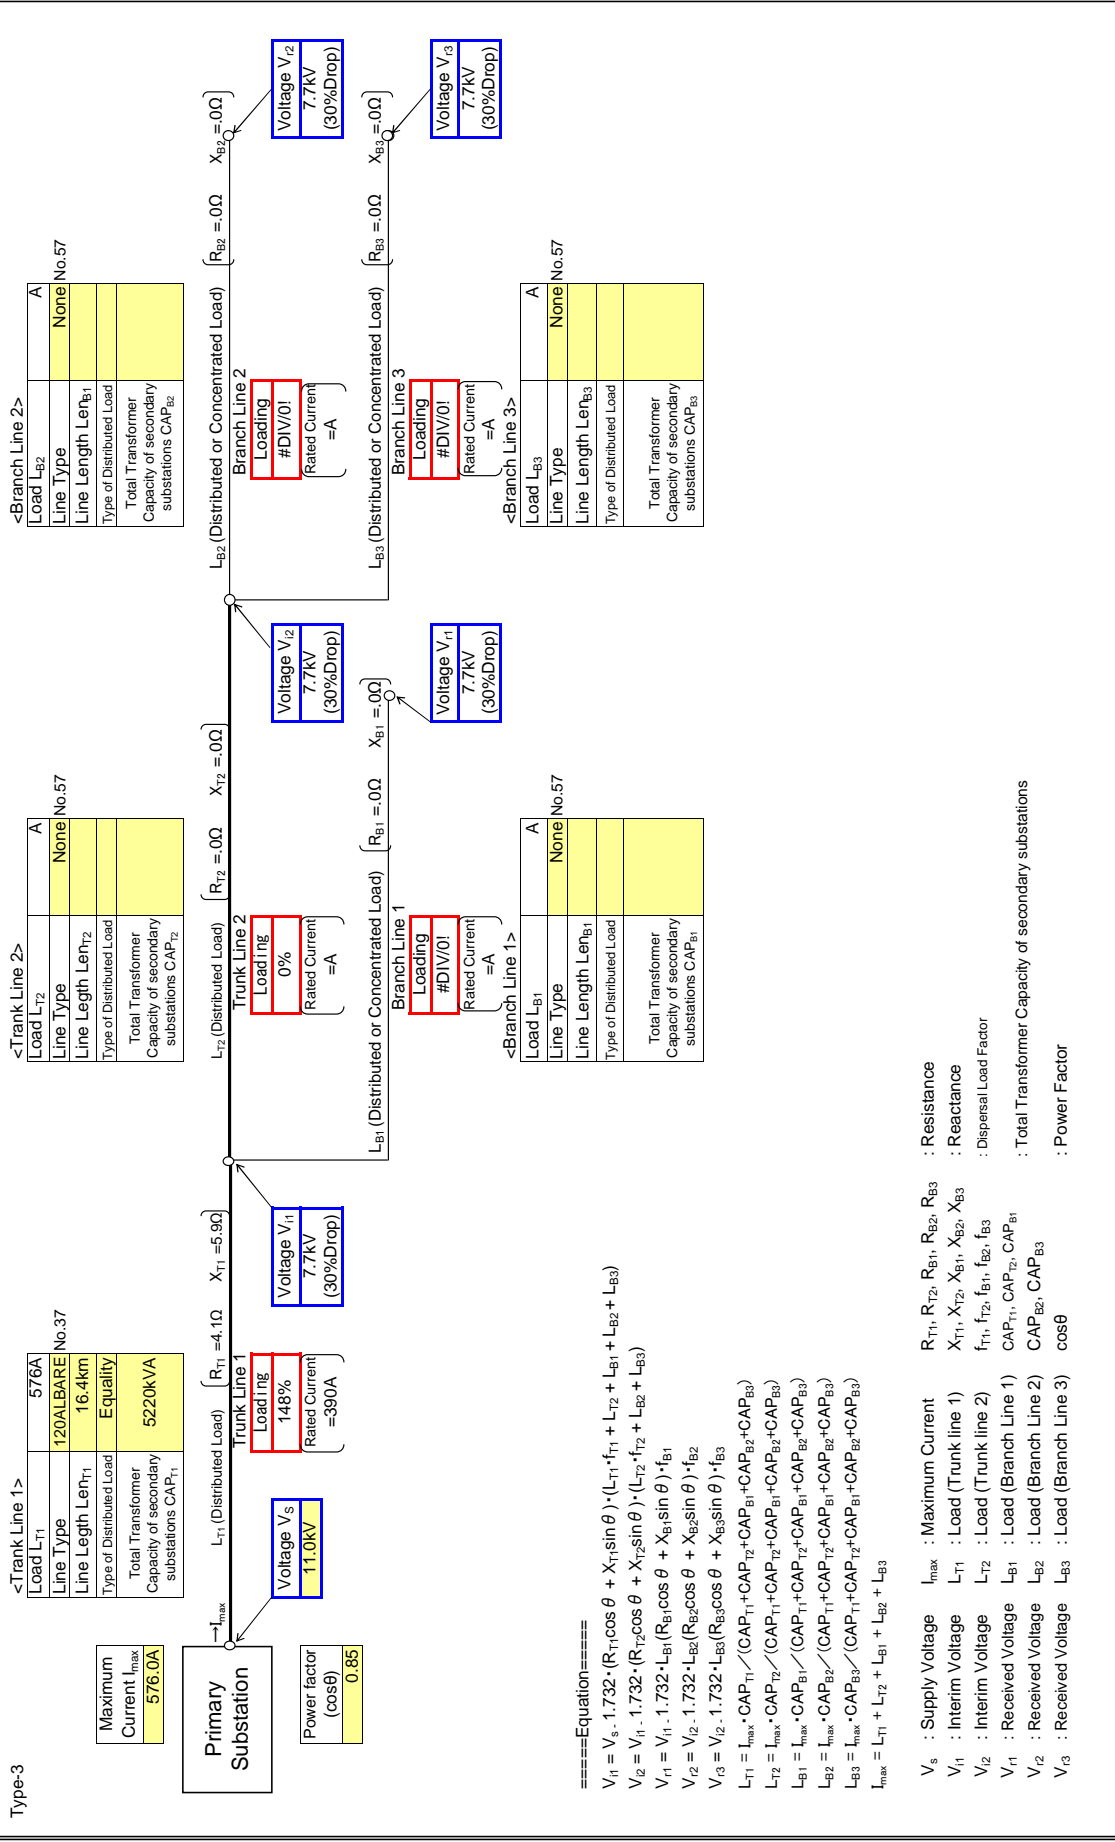 Type-3
Maximum
Current Imax
576.0A
Primary
Substation
Power factor
(cosθ)
0.85
→Imax
Voltage VS
11.0kV
<Trank Line 1>
Load LT1 576A
Line Type 120ALBARE No.37
Line Legth LenT1 16.4km
Type of Distributed Load Equality
Total Transformer
Capacity of secondary
substations CAPT1
5220kVA
LT1 (Distributed Load) RT1 =4.1Ω XT1 =5.9Ω
Trunk Line 1
Loading
148%
Rated Current
=390A
Voltage Vi1
7.7kV
(30%Drop)
<Trank Line 2>
Load LT2 A
Line Type None No.57
Line Legth LenT2
Type of Distributed Load
Total Transformer
Capacity of secondary
substations CAPT2
LT2 (Distributed Load) RT2 =.0Ω XT2 =.0Ω
Trunk Line 2
Loading
0%
Rated Current
=A
Voltage Vi2
7.7kV
(30%Drop)
LB1 (Distributed or Concentrated Load) RB1 =.0Ω XB1 =.0Ω
Branch Line 1
Loading
#DIV/0!
Rated Current
=A
Voltage Vr1
7.7kV
(30%Drop)
<Branch Line 1>
Load LB1 A
Line Type None No.57
Line Length LenB1
Type of Distributed Load
Total Transformer
Capacity of secondary
substations CAPB1
<Branch Line 2>
Load LB2 A
Line Type None No.57
Line Length LenB1
Type of Distributed Load
Total Transformer
Capacity of secondary
substations CAPB2
LB2 (Distributed or Concentrated Load) RB2 =.0Ω XB2 =.0Ω
Branch Line 2
Loading
#DIV/0!
Rated Current
=A
Voltage Vr2
7.7kV
(30%Drop)
LB3 (Distributed or Concentrated Load) RB3 =.0Ω XB3 =.0Ω
Branch Line 3
Loading
#DIV/0!
Rated Current
=A
Voltage Vr3
7.7kV
(30%Drop)
<Branch Line 3>
Load LB3 A
Line Type None No.57
Line Length LenB3
Type of Distributed Load
Total Transformer
Capacity of secondary
substations CAPB3
=====Equation=====
Vi1 = VS - 1.732・(RT1cosθ + XT1sinθ)・(LT1・fT1 + LT2 + LB1 + LB2 + LB3)
Vi2 = Vi1 - 1.732・(RT2cosθ + XT2sinθ)・(LT2・fT2 + LB2 + LB3)
Vr1 = Vi1 - 1.732・LB1(RB1cosθ + XB1sinθ)・fB1
Vr2 = Vi2 - 1.732・LB2(RB2cosθ + XB2sinθ)・fB2
Vr3 = Vi2 - 1.732・LB3(RB3cosθ + XB3sinθ)・fB3
LT1 = Imax・CAPT1／(CAPT1+CAPT2+CAPB1+CAPB2+CAPB3)
LT2 = Imax・CAPT2／(CAPT1+CAPT2+CAPB1+CAPB2+CAPB3)
LB1 = Imax・CAPB1／(CAPT1+CAPT2+CAPB1+CAPB2+CAPB3)
LB2 = Imax・CAPB2／(CAPT1+CAPT2+CAPB1+CAPB2+CAPB3)
LB3 = Imax・CAPB3／(CAPT1+CAPT2+CAPB1+CAPB2+CAPB3)
Imax = LT1 + LT2 + LB1 + LB2 + LB3
Vs : Supply Voltage Imax : Maximum Current RT1, RT2, RB1, RB2, RB3 : Resistance
Vi1 : Interim Voltage LT1 : Load (Trunk line 1) XT1, XT2, XB1, XB2, XB3 : Reactance
Vi2 : Interim Voltage LT2 : Load (Trunk line 2) fT1, fT2, fB1, fB2, fB3 : Dispersal Load Factor
Vr1 : Received Voltage LB1 : Load (Branch Line 1) CAPT1, CAPT2, CAPB1 : Total Transformer Capacity of secondary substations
Vr2 : Received Voltage LB2 : Load (Branch Line 2) CAPB2, CAPB3
Vr3 : Received Voltage LB3 : Load (Branch Line 3) cosθ : Power Factor